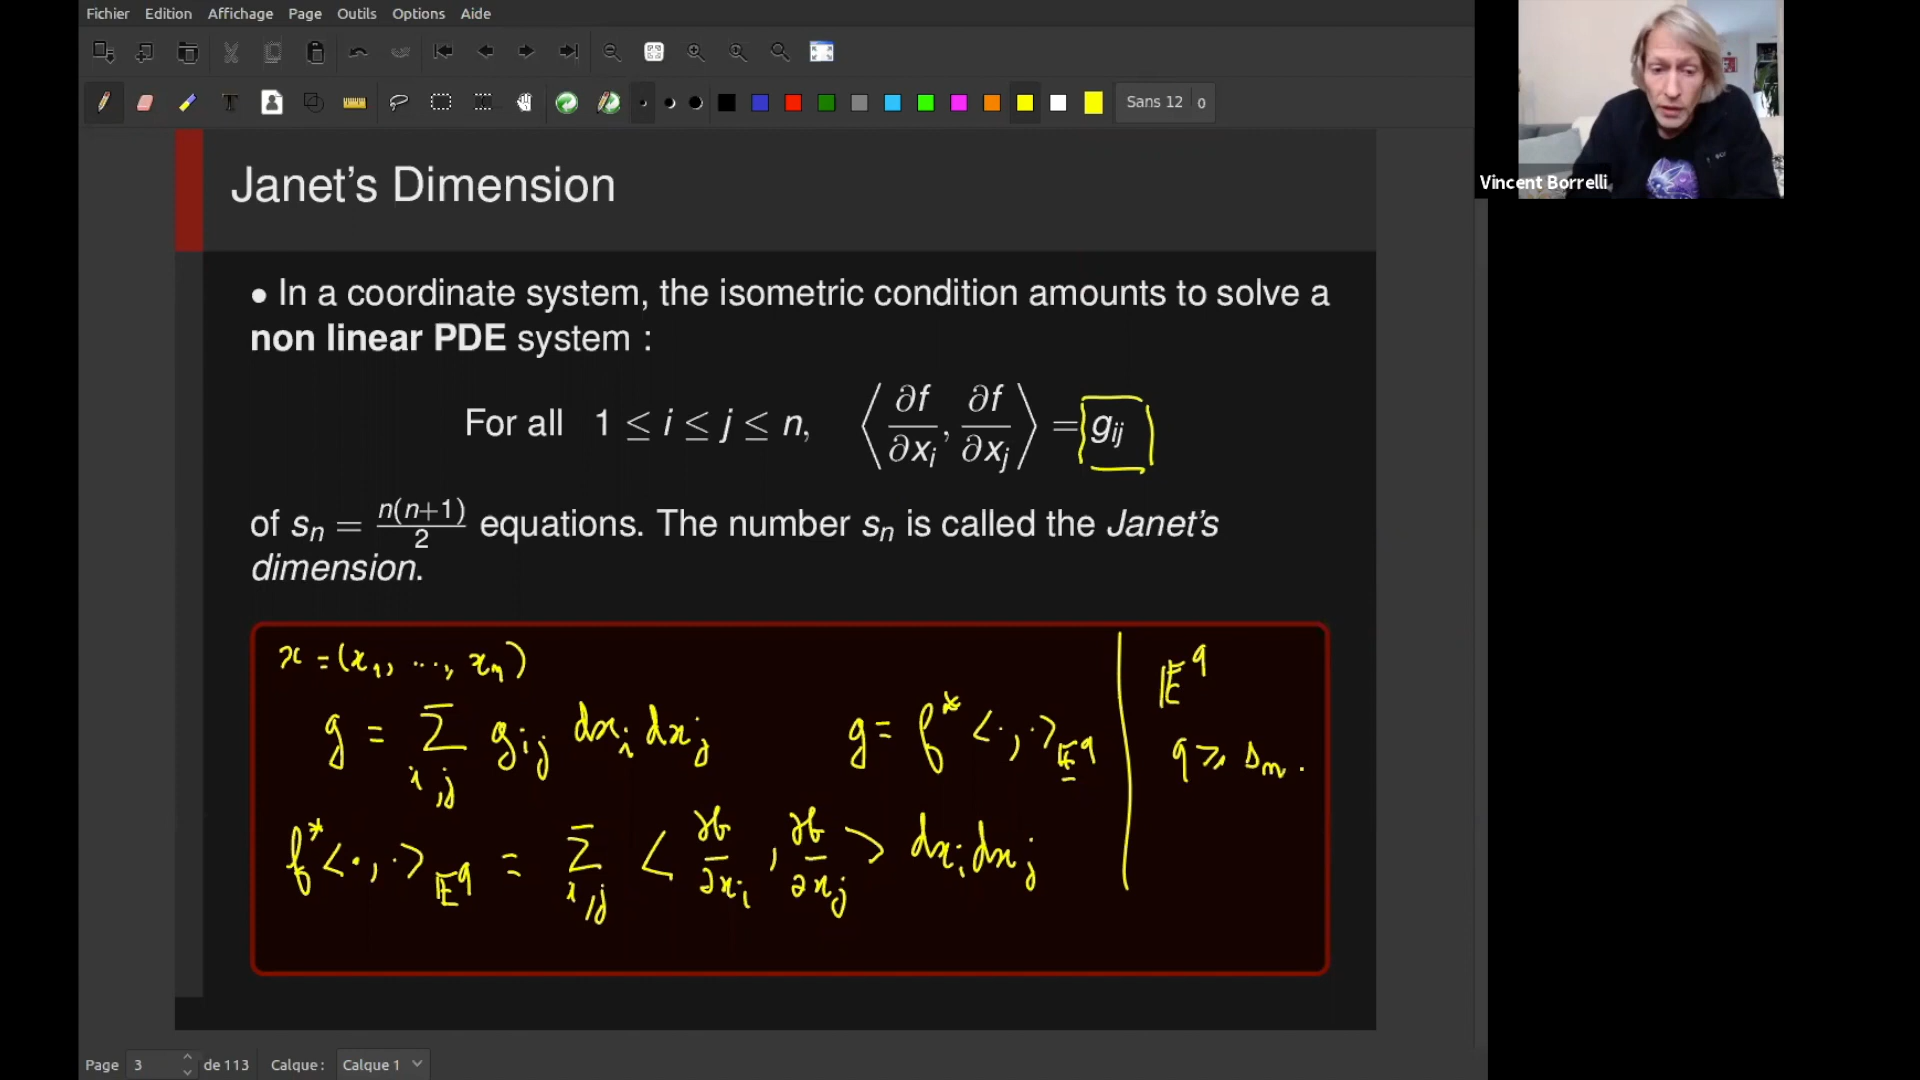 Fichier Edition Affichage Page Outils Options Aide
Sans 12 0
Vincent Borrelli
Janet's Dimension
• In a coordinate system, the isometric condition amounts to solve a
non linear PDE system :
For all 1 ≤ i ≤ j ≤ n, ⟨∂f/∂x_i, ∂f/∂x_j⟩ = g_ij
of s_n = n(n+1)/2 equations. The number s_n is called the Janet's
dimension.
x = (x_1, ..., x_n)
g = Σ_{i,j} g_ij dx_i dx_j
g = f* <·,·>_{𝔼^q}
f* <·,·>_{𝔼^q} = Σ_{i,j} < ∂f/∂x_i, ∂f/∂x_j > dx_i dx_j
𝔼^q
q ≥ s_n.
Page 3 de 113 Calque : Calque 1